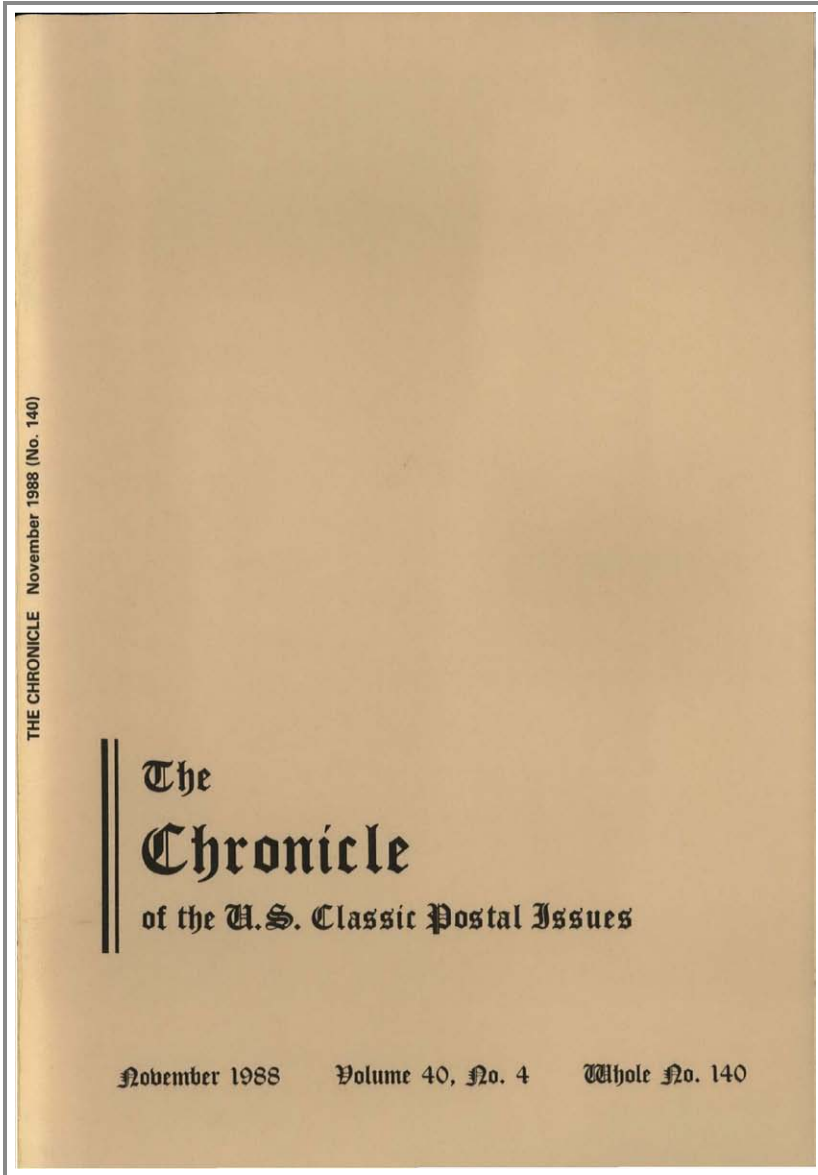 THE CHRONICLE November 1988 (No. 140)
The
Chronicle
of the U.S. Classic Postal Issues
November 1988 Volume 40, No. 4 Whole No. 140